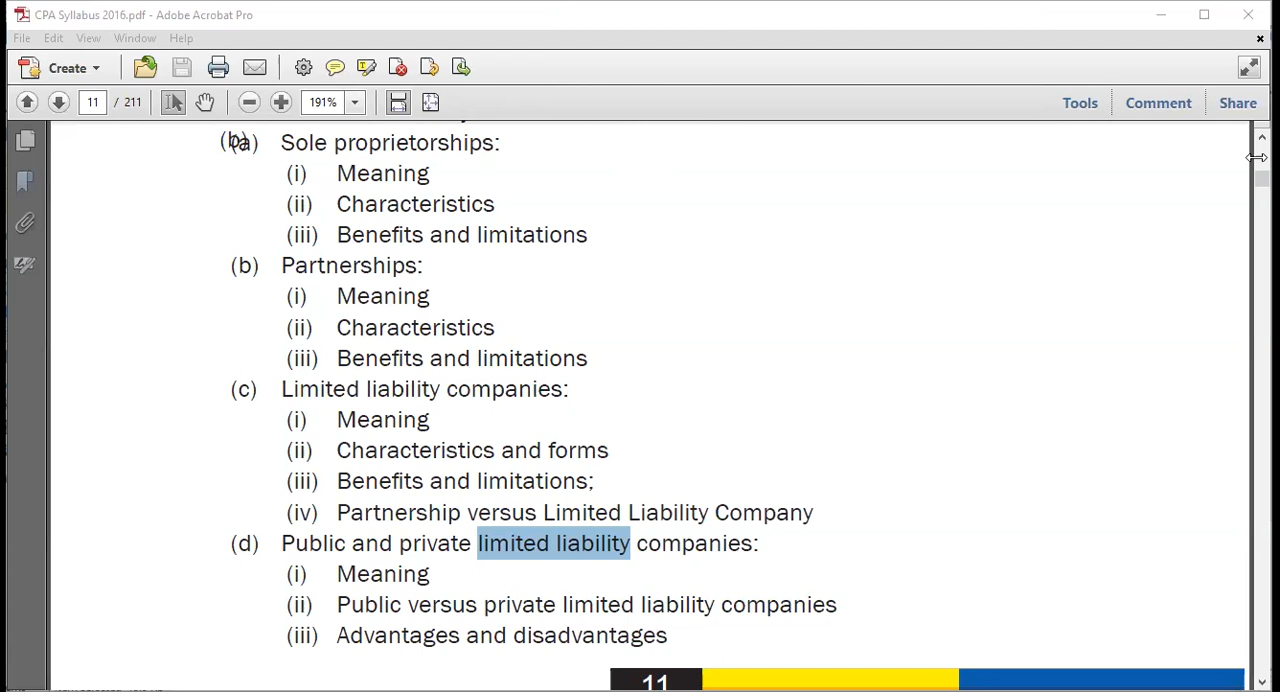 CPA Syllabus 2016.pdf - Adobe Acrobat Pro
File Edit View Window Help
Create
11 / 211 191% Tools Comment Share
(b)
(a) Sole proprietorships:
(i) Meaning
(ii) Characteristics
(iii) Benefits and limitations
(b) Partnerships:
(i) Meaning
(ii) Characteristics
(iii) Benefits and limitations
(c) Limited liability companies:
(i) Meaning
(ii) Characteristics and forms
(iii) Benefits and limitations;
(iv) Partnership versus Limited Liability Company
(d) Public and private limited liability companies:
(i) Meaning
(ii) Public versus private limited liability companies
(iii) Advantages and disadvantages
11